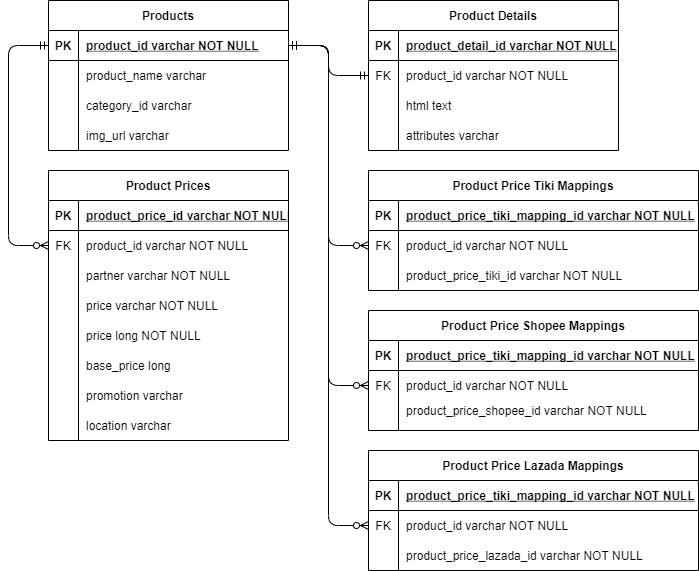 Products
PK product_id varchar NOT NULL
product_name varchar
category_id varchar
img_url varchar
Product Prices
PK product_price_id varchar NOT NUL
FK product_id varchar NOT NULL
partner varchar NOT NULL
price varchar NOT NULL
price long NOT NULL
base_price long
promotion varchar
location varchar
Product Details
PK product_detail_id varchar NOT NULL
FK product_id varchar NOT NULL
html text
attributes varchar
Product Price Tiki Mappings
PK product_price_tiki_mapping_id varchar NOT NULL
FK product_id varchar NOT NULL
product_price_tiki_id varchar NOT NULL
Product Price Shopee Mappings
PK product_price_tiki_mapping_id varchar NOT NULL
FK product_id varchar NOT NULL
product_price_shopee_id varchar NOT NULL
Product Price Lazada Mappings
PK product_price_tiki_mapping_id varchar NOT NULL
FK product_id varchar NOT NULL
product_price_lazada_id varchar NOT NULL